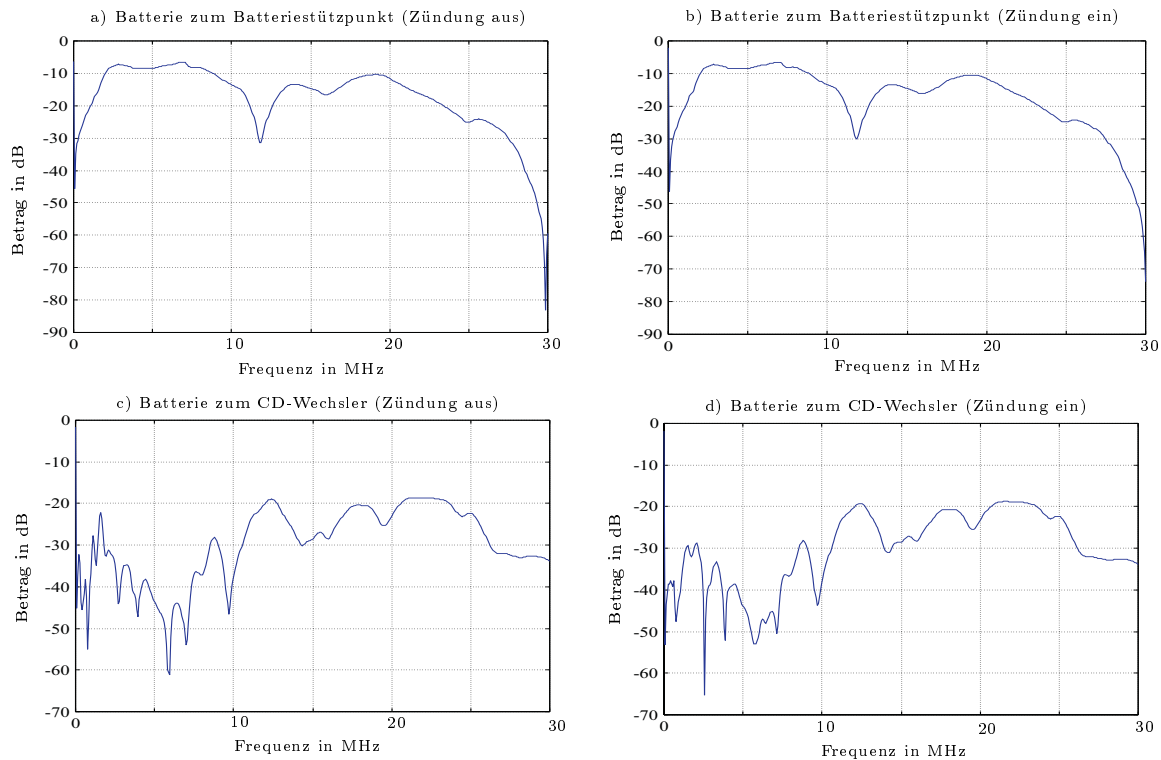 a) Batterie zum Batteriestützpunkt (Zündung aus)
0
-10
-20
-30
-40
-50
-60
-70
-80
-90
Betrag in dB
0 10 20 30
Frequenz in MHz
b) Batterie zum Batteriestützpunkt (Zündung ein)
0
-10
-20
-30
-40
-50
-60
-70
-80
-90
Betrag in dB
0 10 20 30
Frequenz in MHz
c) Batterie zum CD-Wechsler (Zündung aus)
0
-10
-20
-30
-40
-50
-60
-70
Betrag in dB
0 10 20 30
Frequenz in MHz
d) Batterie zum CD-Wechsler (Zündung ein)
0
-10
-20
-30
-40
-50
-60
-70
Betrag in dB
0 10 20 30
Frequenz in MHz